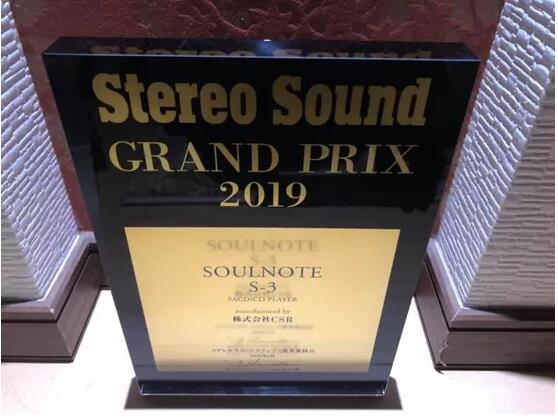 Stereo Sound
GRAND PRIX
2019
SOULNOTE
S-3
SACD/CD PLAYER
manufactured by
株式会社CSR